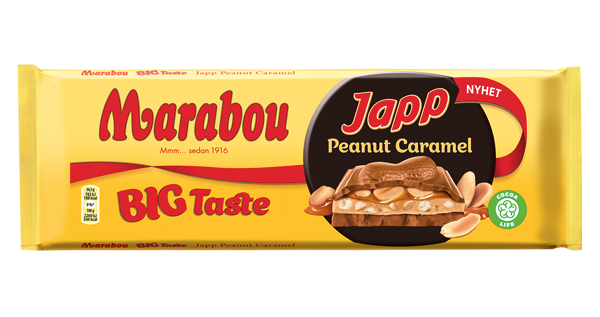 Marabou BIG Taste Japp Peanut Caramel
Marabou
Mmm... sedan 1916
BIG Taste
Japp
Peanut Caramel
NYHET
COCOA
LIFE
100 g
Marabou BIG Taste Japp Peanut Caramel